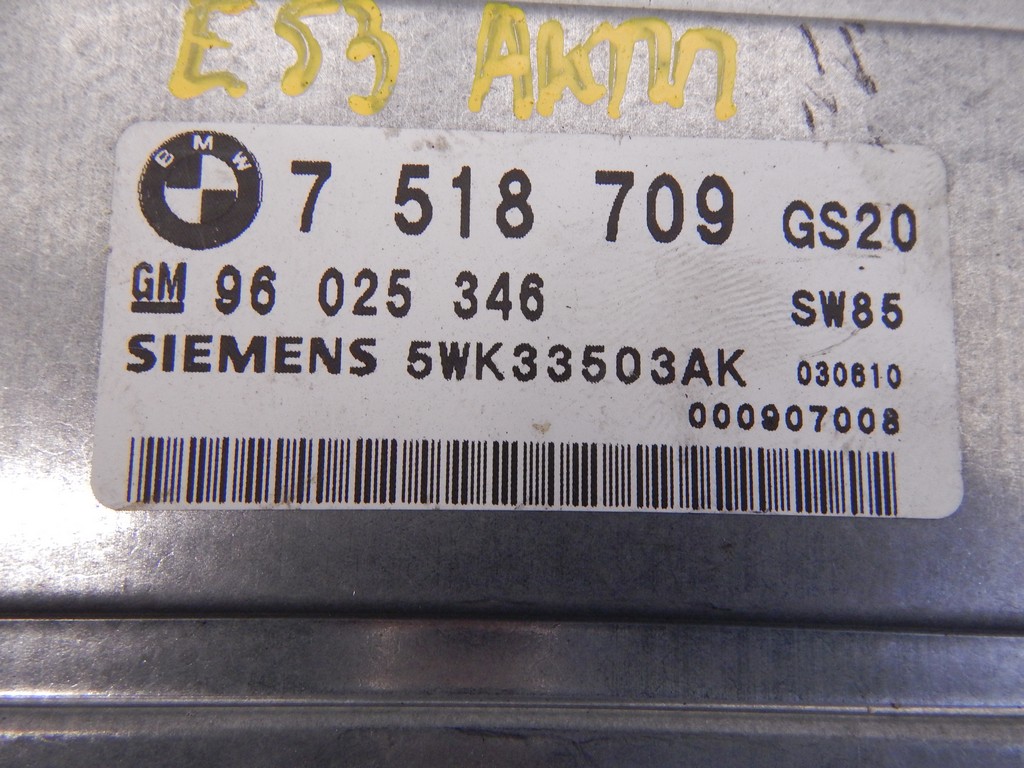 E53 АКПП
BMW 7 518 709 GS20
GM 96 025 346 SW85
SIEMENS 5WK33503AK 030610
000907008